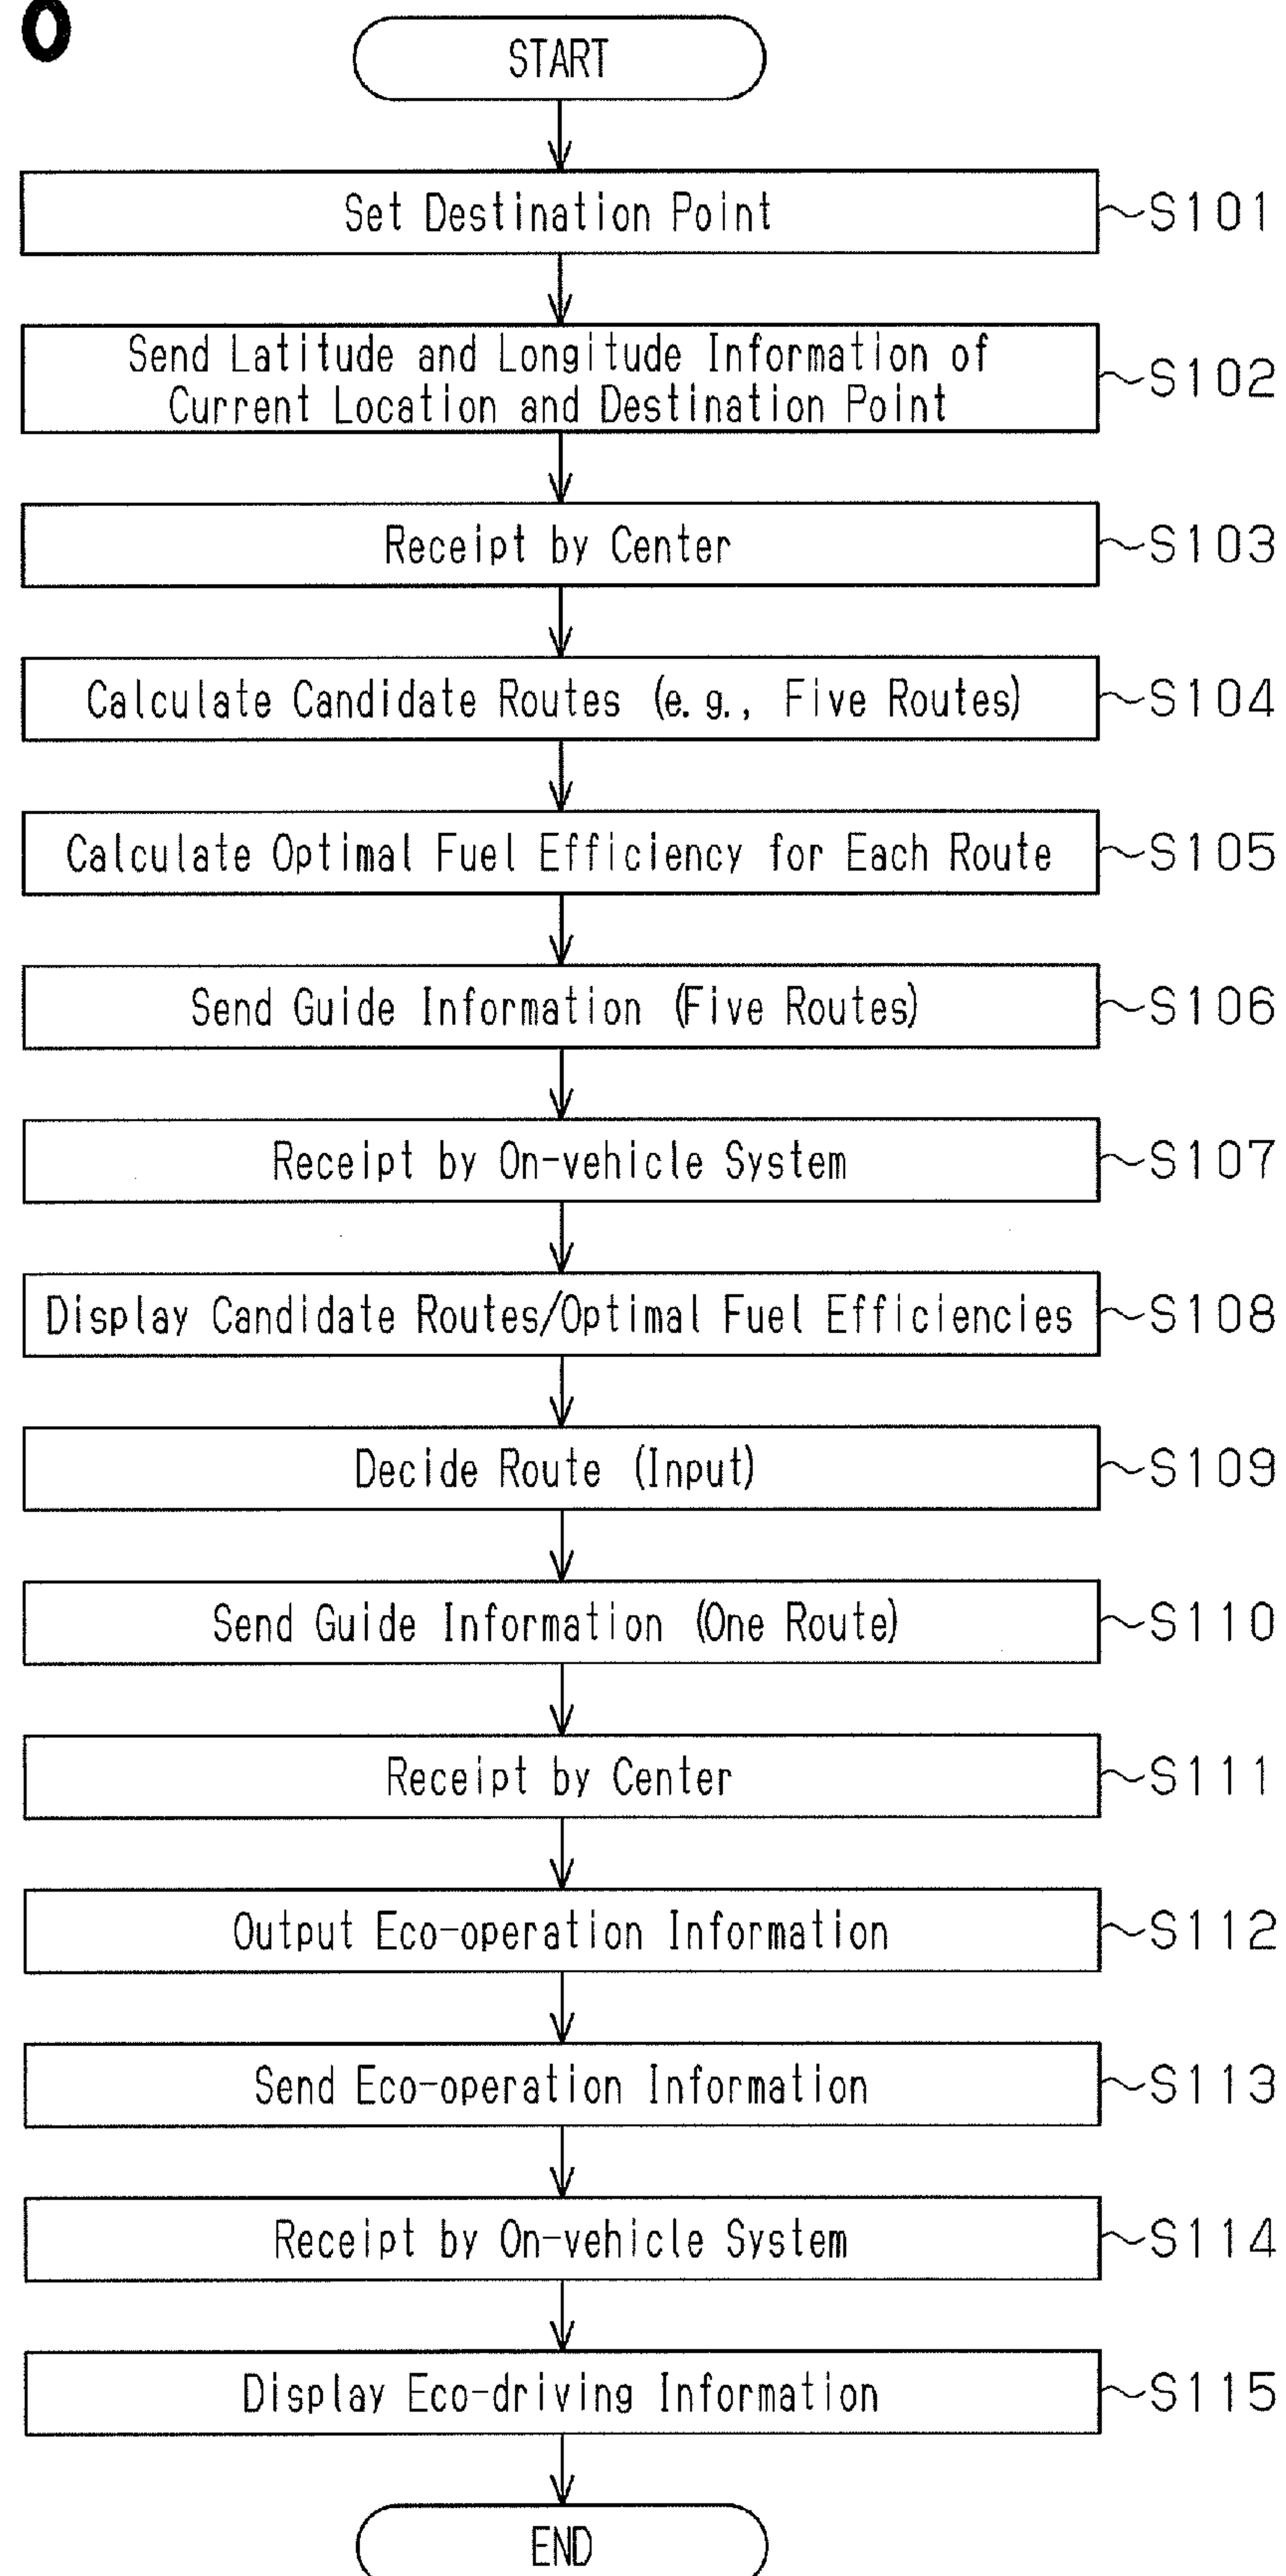 0
START
Set Destination Point
S101
Send Latitude and Longitude Information of
Current Location and Destination Point
S102
Receipt by Center
S103
Calculate Candidate Routes (e.g., Five Routes)
S104
Calculate Optimal Fuel Efficiency for Each Route
S105
Send Guide Information (Five Routes)
S106
Receipt by On-vehicle System
S107
Display Candidate Routes/Optimal Fuel Efficiencies
S108
Decide Route (Input)
S109
Send Guide Information (One Route)
S110
Receipt by Center
S111
Output Eco-operation Information
S112
Send Eco-operation Information
S113
Receipt by On-vehicle System
S114
Display Eco-driving Information
S115
END